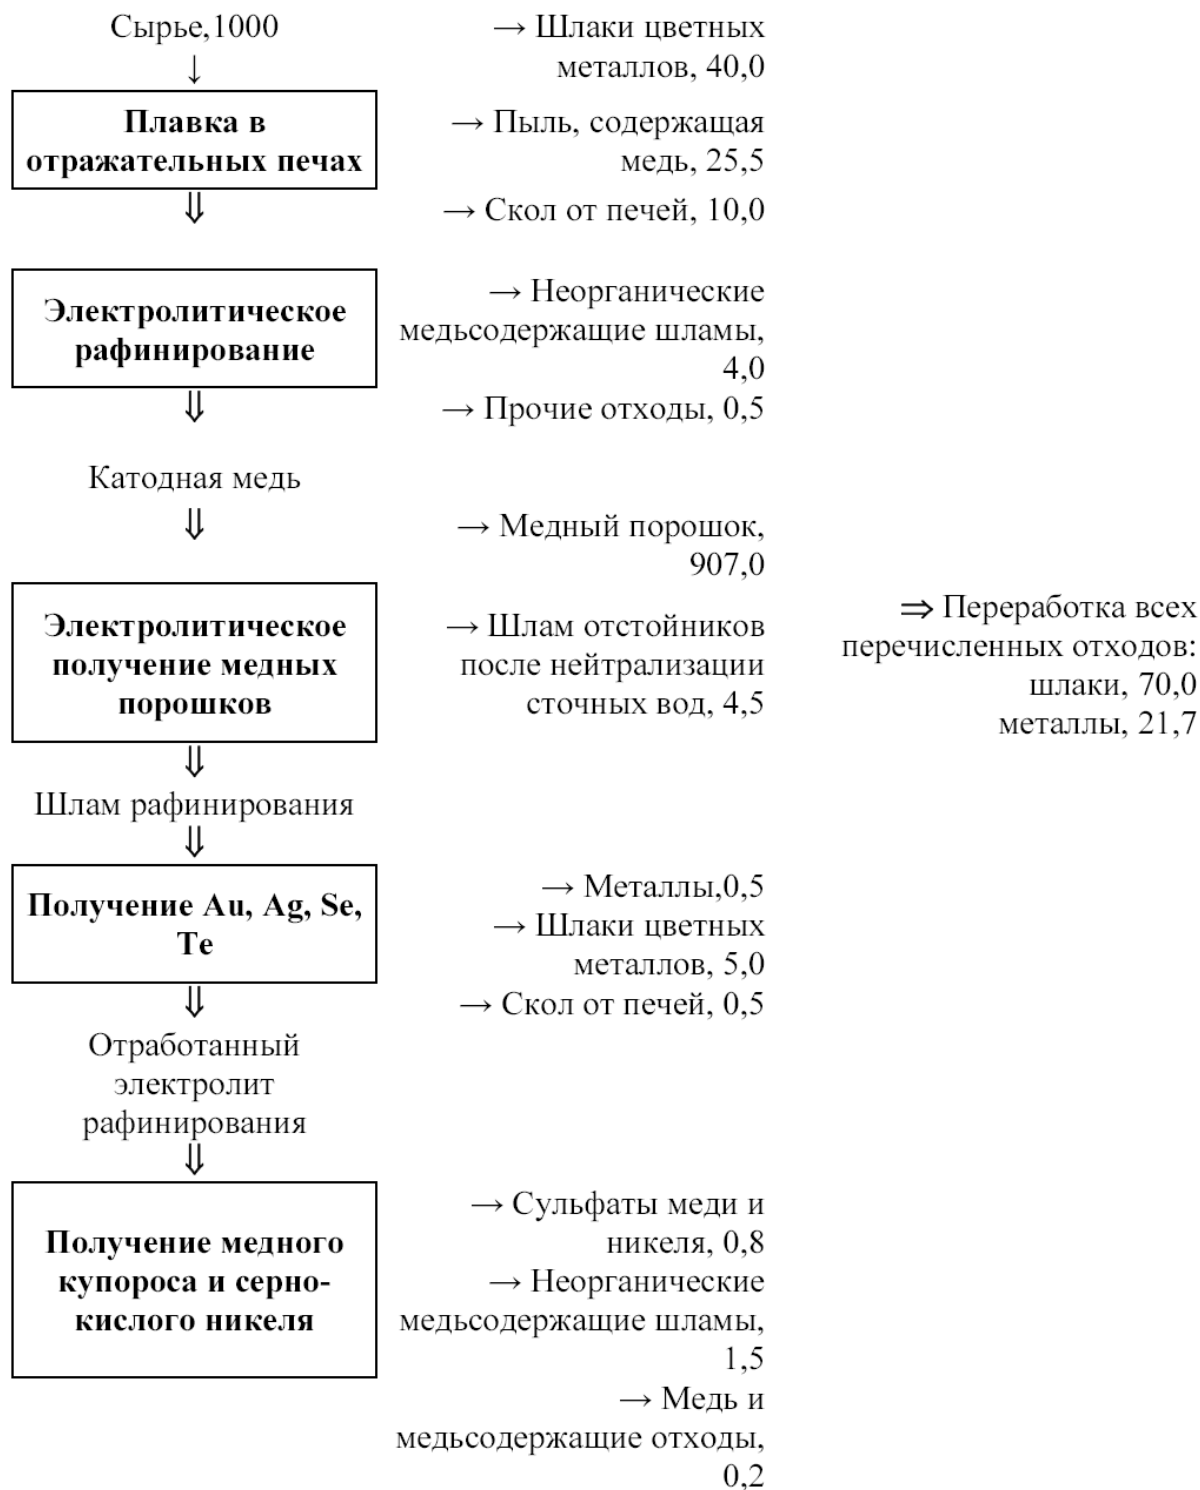 Сырье,1000
↓
Плавка в
отражательных печах
⇓
→ Шлаки цветных
металлов, 40,0
→ Пыль, содержащая
медь, 25,5
→ Скол от печей, 10,0
Электролитическое
рафинирование
⇓
→ Неорганические
медьсодержащие шламы,
4,0
→ Прочие отходы, 0,5
Катодная медь
⇓
Электролитическое
получение медных
порошков
⇓
→ Медный порошок,
907,0
→ Шлам отстойников
после нейтрализации
сточных вод, 4,5
⇒ Переработка всех
перечисленных отходов:
шлаки, 70,0
металлы, 21,7
Шлам рафинирования
⇓
Получение Au, Ag, Se,
Te
⇓
→ Металлы,0,5
→ Шлаки цветных
металлов, 5,0
→ Скол от печей, 0,5
Отработанный
электролит
рафинирования
⇓
Получение медного
купороса и серно-
кислого никеля
→ Сульфаты меди и
никеля, 0,8
→ Неорганические
медьсодержащие шламы,
1,5
→ Медь и
медьсодержащие отходы,
0,2